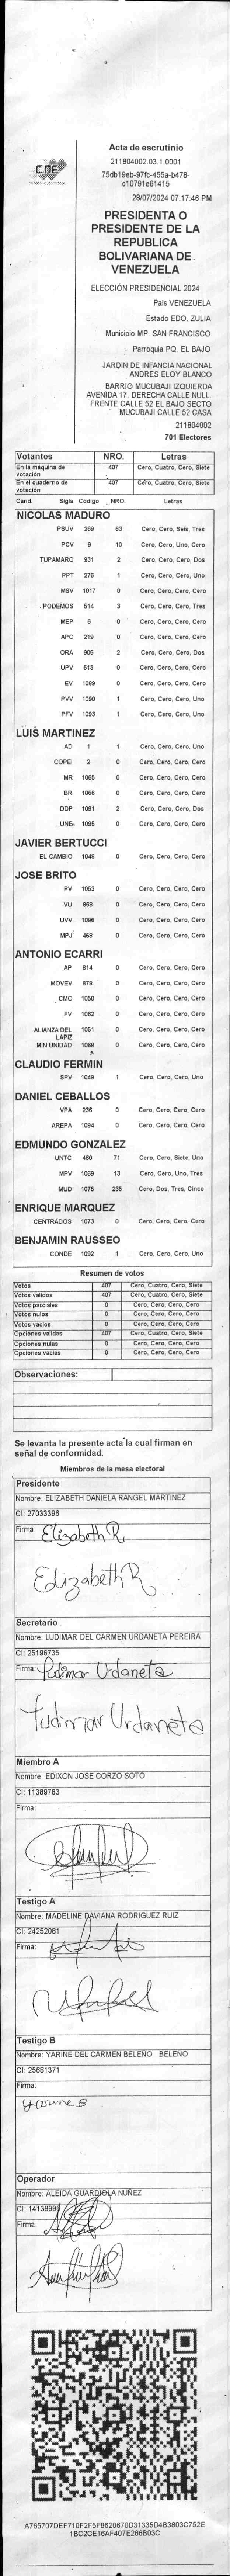 CNE
Acta de escrutinio
211804002.03.1.0001
75db19eb-97fc-455a-b478-
c10791e61415
28/07/2024 07:17:46 PM
PRESIDENTA O
PRESIDENTE DE LA
REPUBLICA
BOLIVARIANA DE
VENEZUELA
ELECCIÓN PRESIDENCIAL 2024
Pais VENEZUELA
Estado EDO. ZULIA
Municipio MP. SAN FRANCISCO
Parroquia PQ. EL BAJO
JARDIN DE INFANCIA NACIONAL
ANDRES ELOY BLANCO
BARRIO MUCUBAJI IZQUIERDA
AVENIDA 17. DERECHA CALLE NULL.
FRENTE CALLE 52 EL BAJO SECTO
MUCUBAJI CALLE 52 CASA
211804002
701 Electores
Votantes NRO. Letras
En la máquina de votación 407 Cero, Cuatro, Cero, Siete
En el cuaderno de votación 407 Cero, Cuatro, Cero, Siete
Cand. Sigla Código NRO. Letras
NICOLAS MADURO
PSUV 269 63 Cero, Cero, Seis, Tres
PCV 9 10 Cero, Cero, Uno, Cero
TUPAMARO 931 2 Cero, Cero, Cero, Dos
PPT 276 1 Cero, Cero, Cero, Uno
MSV 1017 0 Cero, Cero, Cero, Cero
PODEMOS 514 3 Cero, Cero, Cero, Tres
MEP 6 0 Cero, Cero, Cero, Cero
APC 219 0 Cero, Cero, Cero, Cero
ORA 906 2 Cero, Cero, Cero, Dos
UPV 613 0 Cero, Cero, Cero, Cero
EV 1089 0 Cero, Cero, Cero, Cero
PVV 1090 1 Cero, Cero, Cero, Uno
PFV 1093 1 Cero, Cero, Cero, Uno
LUIS MARTINEZ
AD 1 1 Cero, Cero, Cero, Uno
COPEI 2 0 Cero, Cero, Cero, Cero
MR 1065 0 Cero, Cero, Cero, Cero
BR 1066 0 Cero, Cero, Cero, Cero
DDP 1091 2 Cero, Cero, Cero, Dos
UNE 1095 0 Cero, Cero, Cero, Cero
JAVIER BERTUCCI
EL CAMBIO 1048 0 Cero, Cero, Cero, Cero
JOSE BRITO
PV 1053 0 Cero, Cero, Cero, Cero
VU 968 0 Cero, Cero, Cero, Cero
UVV 1096 0 Cero, Cero, Cero, Cero
MPJ 458 0 Cero, Cero, Cero, Cero
ANTONIO ECARRI
AP 814 0 Cero, Cero, Cero, Cero
MOVEV 878 0 Cero, Cero, Cero, Cero
CMC 1050 0 Cero, Cero, Cero, Cero
FV 1062 0 Cero, Cero, Cero, Cero
ALIANZA DEL LAPIZ 1051 0 Cero, Cero, Cero, Cero
MIN UNIDAD 1068 0 Cero, Cero, Cero, Cero
CLAUDIO FERMIN
SPV 1049 1 Cero, Cero, Cero, Uno
DANIEL CEBALLOS
VPA 236 0 Cero, Cero, Cero, Cero
AREPA 1094 0 Cero, Cero, Cero, Cero
EDMUNDO GONZALEZ
UNTC 460 71 Cero, Cero, Siete, Uno
MPV 1069 13 Cero, Cero, Uno, Tres
MUD 1075 235 Cero, Dos, Tres, Cinco
ENRIQUE MARQUEZ
CENTRADOS 1073 0 Cero, Cero, Cero, Cero
BENJAMIN RAUSSEO
CONDE 1092 1 Cero, Cero, Cero, Uno
Resumen de votos
Votos 407 Cero, Cuatro, Cero, Siete
Votos validos 407 Cero, Cuatro, Cero, Siete
Votos parciales 0 Cero, Cero, Cero, Cero
Votos nulos 0 Cero, Cero, Cero, Cero
Votos vacios 0 Cero, Cero, Cero, Cero
Opciones validas 407 Cero, Cuatro, Cero, Siete
Opciones nulas 0 Cero, Cero, Cero, Cero
Opciones vacias 0 Cero, Cero, Cero, Cero
Observaciones:
Se levanta la presente acta la cual firman en
señal de conformidad.
Miembros de la mesa electoral
Presidente
Nombre: ELIZABETH DANIELA RANGEL MARTINEZ
CI: 27033396
Firma: Elizabeth R.
Elizabeth R
Secretario
Nombre: LUDIMAR DEL CARMEN URDANETA PEREIRA
CI: 25196735
Firma: Ludimar Urdaneta
Ludimar Urdaneta
Miembro A
Nombre: EDIXON JOSE CORZO SOTO
CI: 11389763
Firma:
Testigo A
Nombre: MADELINE DAVIANA RODRIGUEZ RUIZ
CI: 24252081
Firma:
Testigo B
Nombre: YARINE DEL CARMEN BELEÑO BELEÑO
CI: 25681371
Firma:
Yarine B
Operador
Nombre: ALEIDA GUARDIOLA NUÑEZ
CI: 14138996
Firma:
A765707DEF710F2F5F8620670D31335D4B3803C752E
1BC2CE16AF407E266B03C